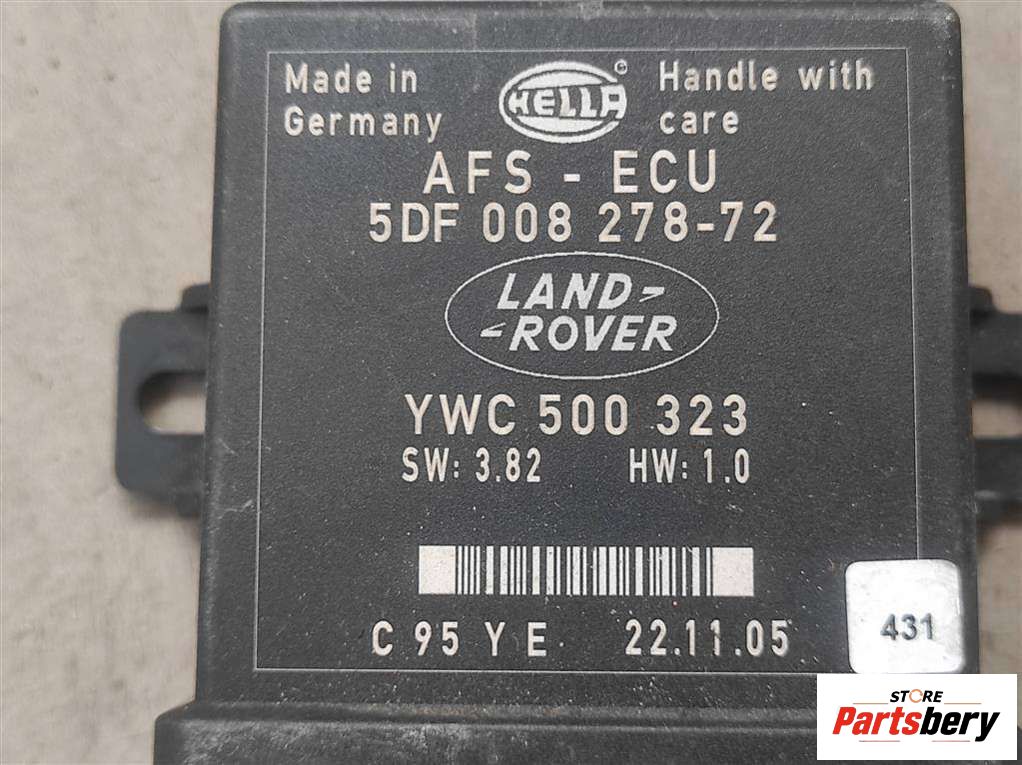 Made in
Germany
HELLA
Handle with
care
AFS - ECU
5DF 008 278-72
LAND-
-ROVER
YWC 500 323
SW: 3.82 HW: 1.0
C 95 Y E 22.11.05
431
STORE
Partsbery